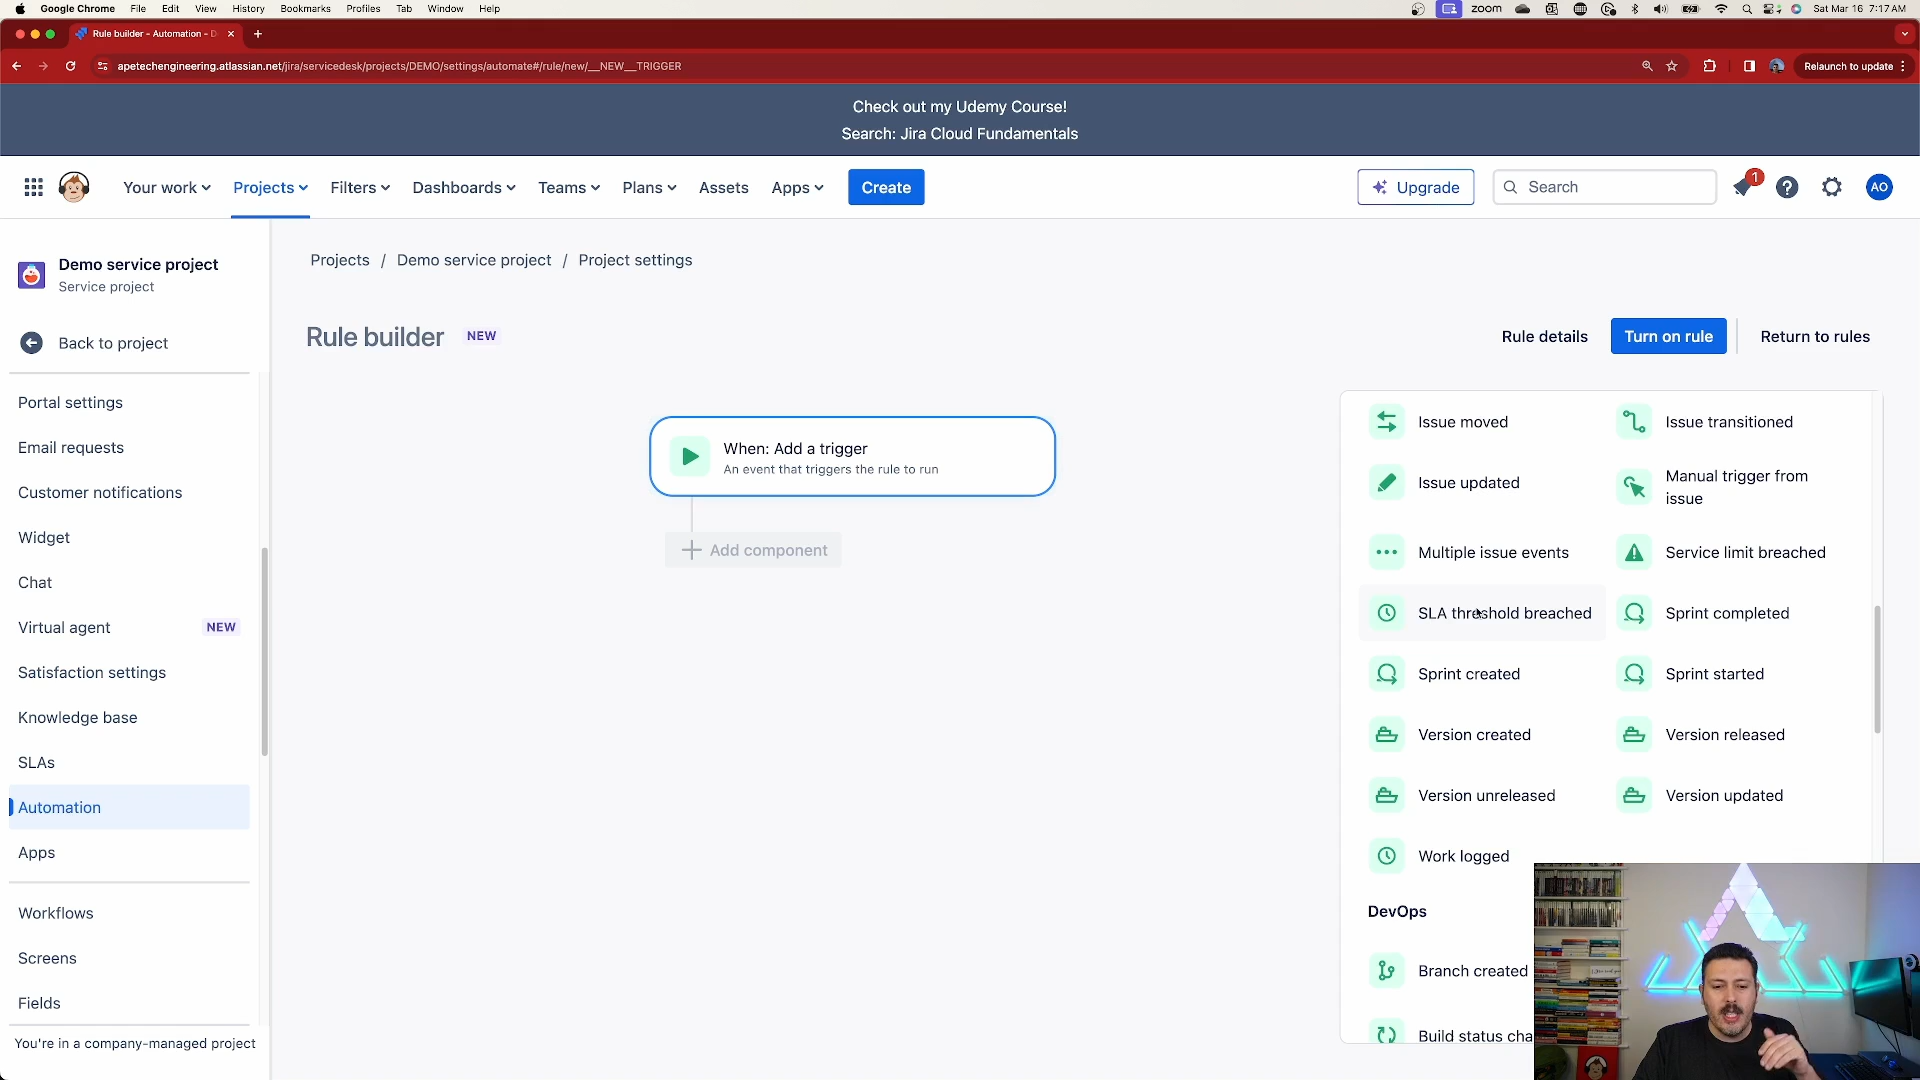 Google Chrome File Edit View History Bookmarks Profiles Tab Window Help
zoom Sat Mar 16 7:17 AM
Rule builder - Automation - D
apetechengineering.atlassian.net/jira/servicedesk/projects/DEMO/settings/automate#/rule/new/__NEW__TRIGGER
Relaunch to update
Check out my Udemy Course!
Search: Jira Cloud Fundamentals
Your work Projects Filters Dashboards Teams Plans Assets Apps Create
Upgrade Search 1 AO
Demo service project
Service project
Back to project
Portal settings
Email requests
Customer notifications
Widget
Chat
Virtual agent NEW
Satisfaction settings
Knowledge base
SLAs
Automation
Apps
Workflows
Screens
Fields
You're in a company-managed project
Projects / Demo service project / Project settings
Rule builder NEW
Rule details Turn on rule Return to rules
When: Add a trigger
An event that triggers the rule to run
Add component
Issue moved
Issue transitioned
Issue updated
Manual trigger from
issue
Multiple issue events
Service limit breached
SLA threshold breached
Sprint completed
Sprint created
Sprint started
Version created
Version released
Version unreleased
Version updated
Work logged
DevOps
Branch created
Build status cha